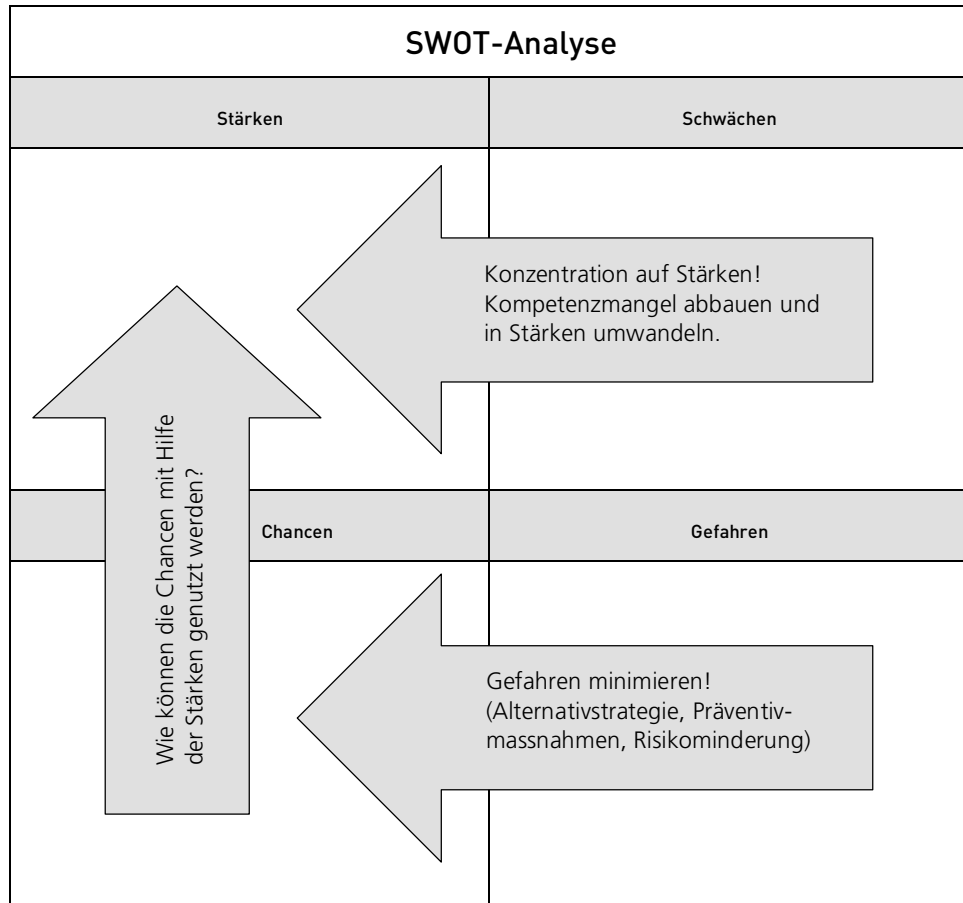 SWOT-Analyse
Stärken
Schwächen
Konzentration auf Stärken!
Kompetenzmangel abbauen und
in Stärken umwandeln.
Wie können die Chancen mit Hilfe
der Stärken genutzt werden?
Chancen
Gefahren
Gefahren minimieren!
(Alternativstrategie, Präventiv-
massnahmen, Risikominderung)